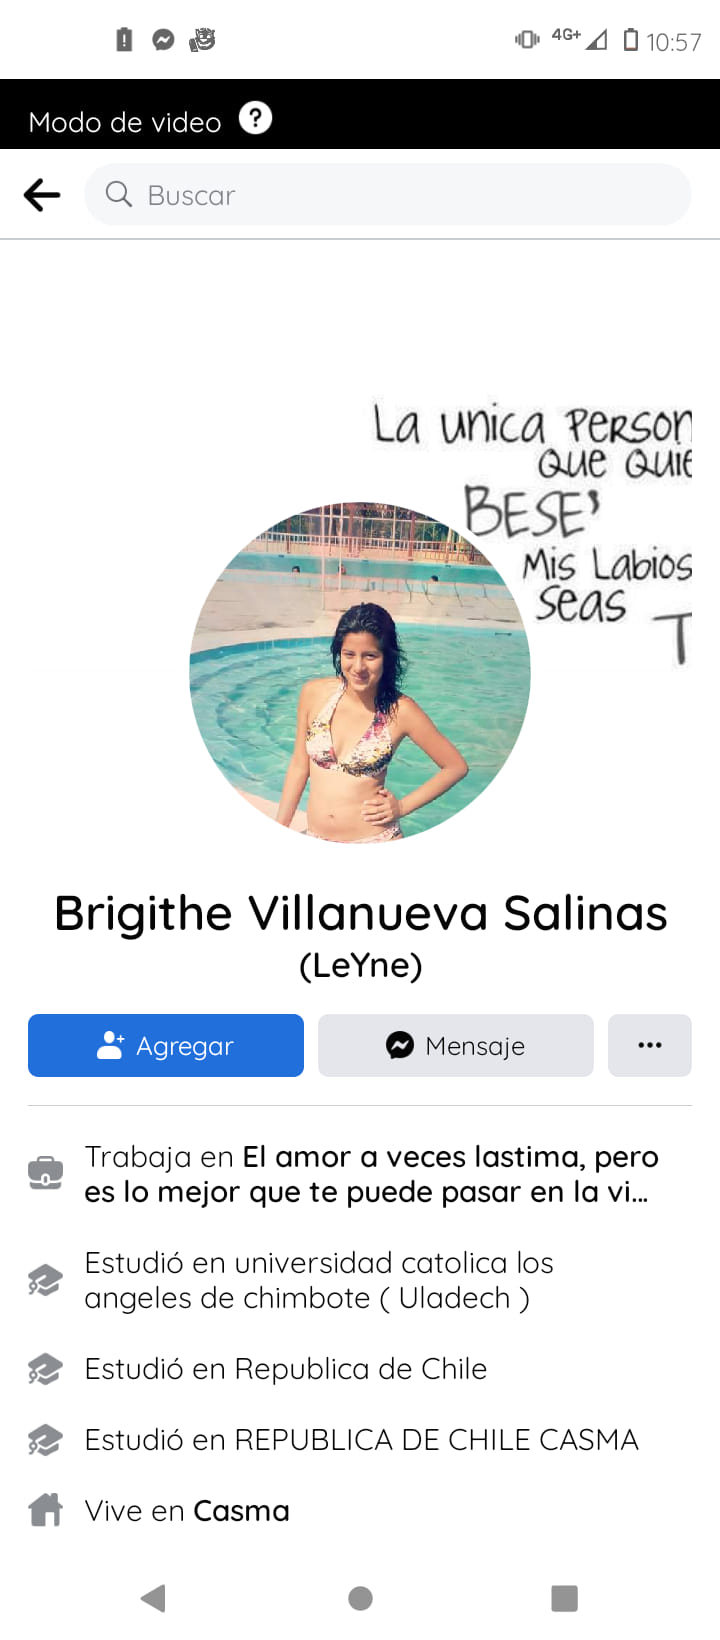 4G+ 10:57
Modo de video ?
Buscar
La unica Person
Que Quie
BESE'
Mis Labios
Seas
T
Brigithe Villanueva Salinas
(LeYne)
Agregar Mensaje ...
Trabaja en El amor a veces lastima, pero
es lo mejor que te puede pasar en la vi...
Estudió en universidad catolica los
angeles de chimbote ( Uladech )
Estudió en Republica de Chile
Estudió en REPUBLICA DE CHILE CASMA
Vive en Casma